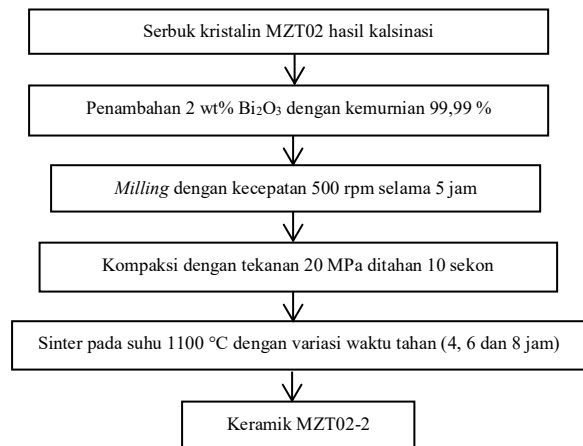 Serbuk kristalin MZT02 hasil kalsinasi
Penambahan 2 wt% Bi₂O₃ dengan kemurnian 99,99 %
Milling dengan kecepatan 500 rpm selama 5 jam
Kompaksi dengan tekanan 20 MPa ditahan 10 sekon
Sinter pada suhu 1100 °C dengan variasi waktu tahan (4, 6 dan 8 jam)
Keramik MZT02-2